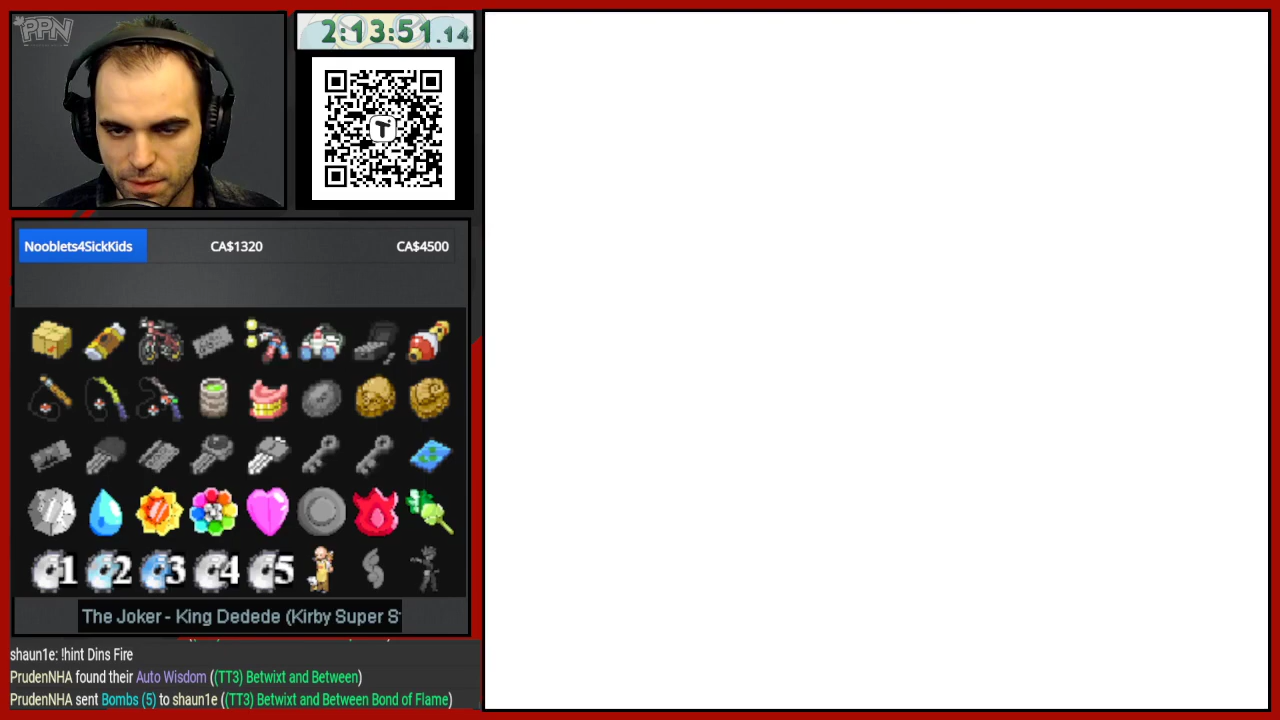 PPN
2:13:51.14
T
Nooblets4SickKids CA$1320 CA$4500
1 2 3 4 5
The Joker - King Dedede (Kirby Super S
shaun1e: !hint Dins Fire
PrudenNHA found their Auto Wisdom ((TT3) Betwixt and Between)
PrudenNHA sent Bombs (5) to shaun1e ((TT3) Betwixt and Between Bond of Flame)